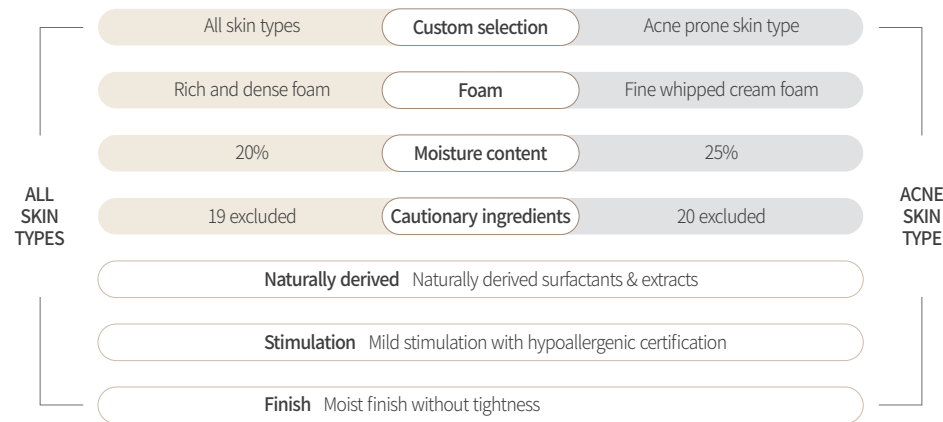 All skin types Custom selection Acne prone skin type
Rich and dense foam Foam Fine whipped cream foam
20% Moisture content 25%
ALL
SKIN
TYPES
19 excluded Cautionary ingredients 20 excluded
ACNE
SKIN
TYPE
Naturally derived Naturally derived surfactants & extracts
Stimulation Mild stimulation with hypoallergenic certification
Finish Moist finish without tightness